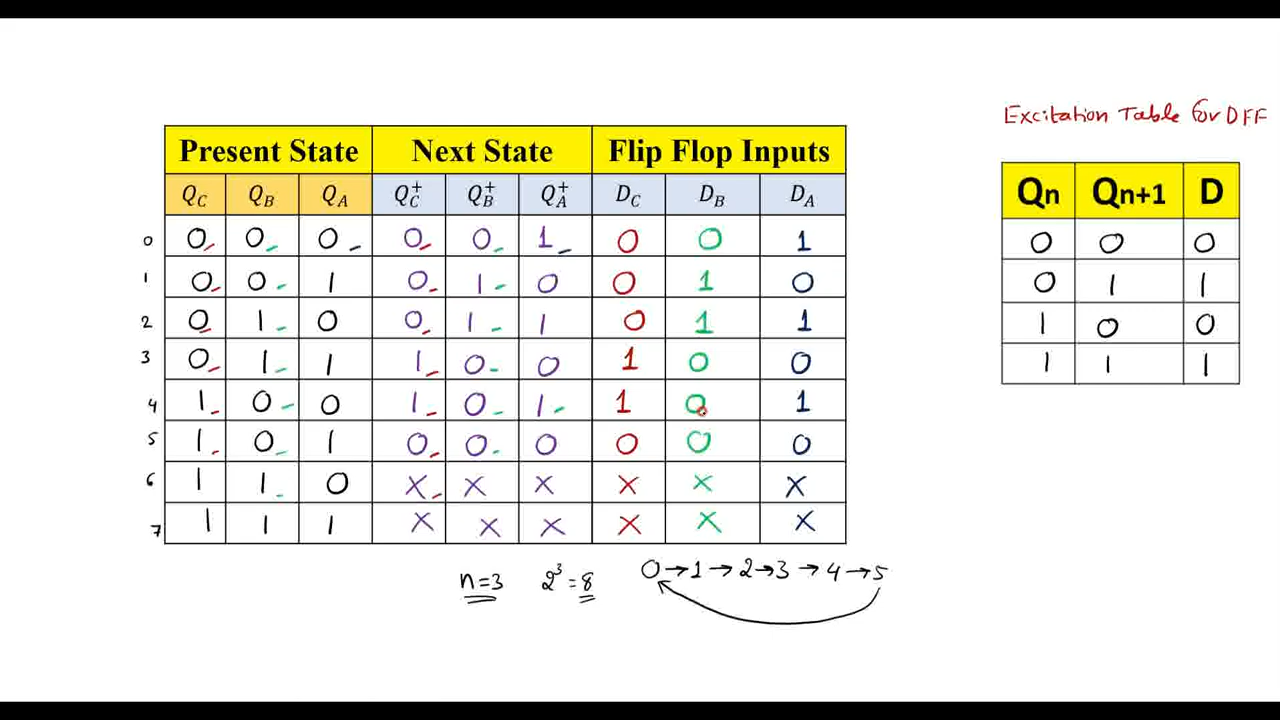 Excitation Table for DFF
Present State Next State Flip Flop Inputs
Q_C Q_B Q_A Q_C^+ Q_B^+ Q_A^+ D_C D_B D_A
0 0 0 0 0 0 1 0 0 1
1 0 0 1 0 1 0 0 1 0
2 0 1 0 0 1 1 0 1 1
3 0 1 1 1 0 0 1 0 0
4 1 0 0 1 0 1 1 0 1
5 1 0 1 0 0 0 0 0 0
6 1 1 0 X X X X X X
7 1 1 1 X X X X X X
Qn Qn+1 D
0 0 0
0 1 1
1 0 0
1 1 1
n=3 2³=8 0→1→2→3→4→5